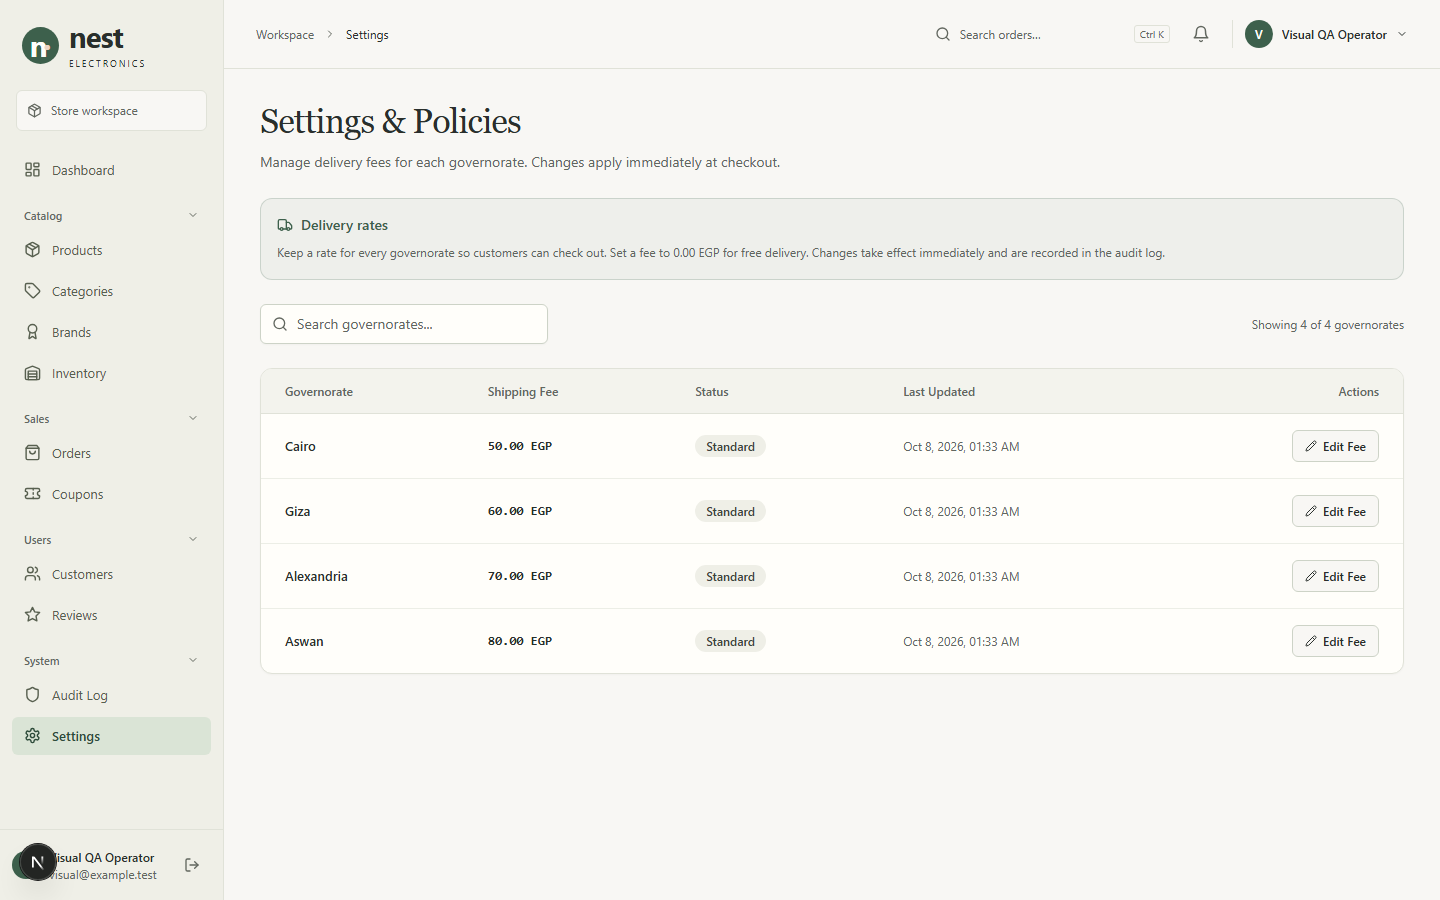 nest
ELECTRONICS
Store workspace
Dashboard
Catalog
Products
Categories
Brands
Inventory
Sales
Orders
Coupons
Users
Customers
Reviews
System
Audit Log
Settings
N
isual QA Operator
visual@example.test
Workspace > Settings
Search orders...
Ctrl K
V
Visual QA Operator
Settings & Policies
Manage delivery fees for each governorate. Changes apply immediately at checkout.
Delivery rates
Keep a rate for every governorate so customers can check out. Set a fee to 0.00 EGP for free delivery. Changes take effect immediately and are recorded in the audit log.
Search governorates...
Showing 4 of 4 governorates
Governorate Shipping Fee Status Last Updated Actions
Cairo 50.00 EGP Standard Oct 8, 2026, 01:33 AM Edit Fee
Giza 60.00 EGP Standard Oct 8, 2026, 01:33 AM Edit Fee
Alexandria 70.00 EGP Standard Oct 8, 2026, 01:33 AM Edit Fee
Aswan 80.00 EGP Standard Oct 8, 2026, 01:33 AM Edit Fee